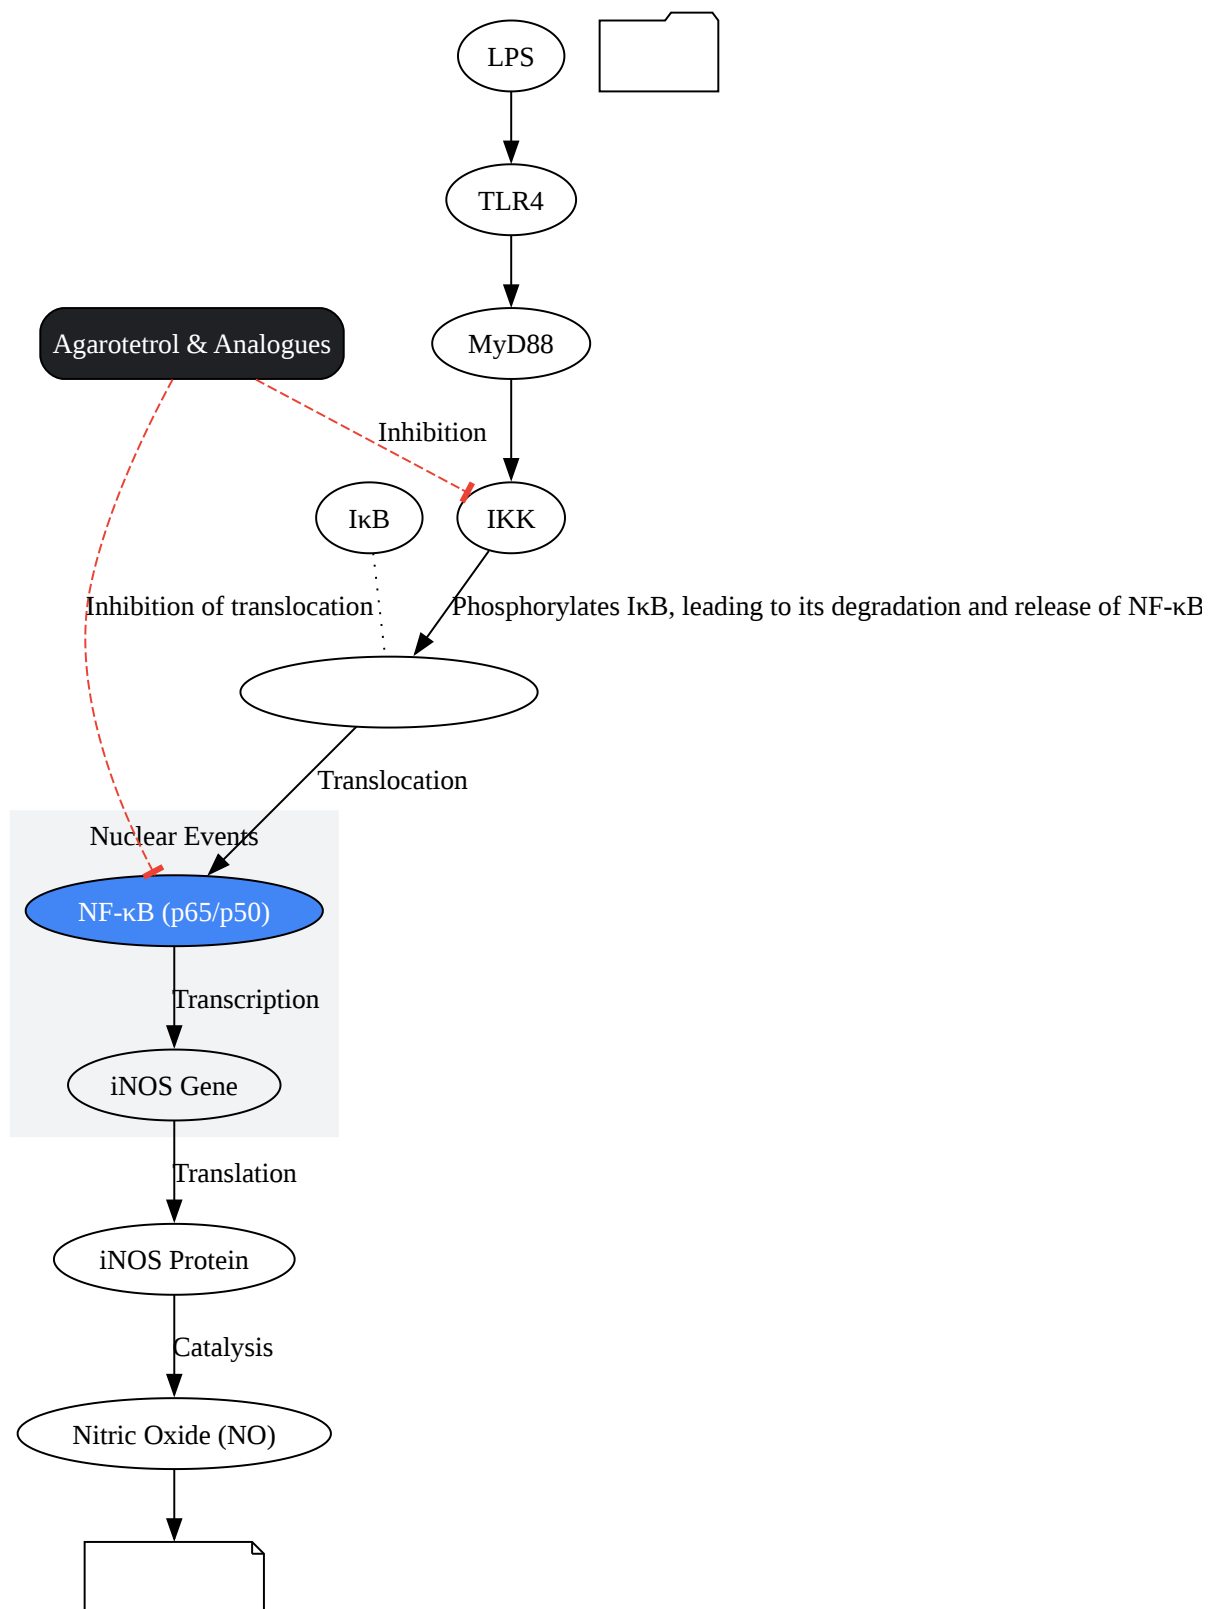 LPS
TLR4
Agarotetrol & Analogues
MyD88
Inhibition
IκB
IKK
Inhibition of translocation
Phosphorylates IκB, leading to its degradation and release of NF-κB
Translocation
Nuclear Events
NF-κB (p65/p50)
Transcription
iNOS Gene
Translation
iNOS Protein
Catalysis
Nitric Oxide (NO)